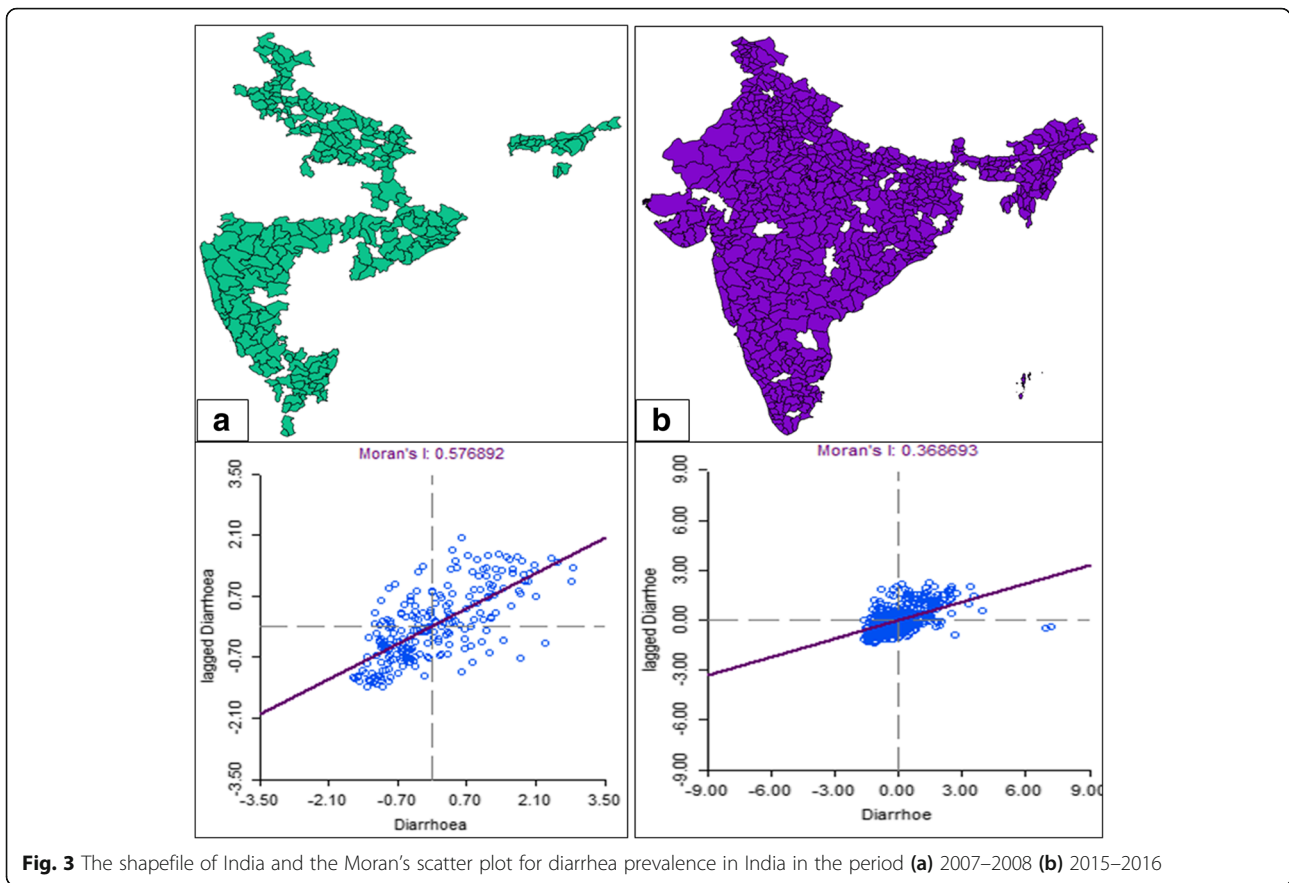 a
b
Moran's I: 0.576892
lagged Diarrhoea
3.50
2.10
0.70
-0.70
-2.10
-3.50
-3.50 -2.10 -0.70 0.70 2.10 3.50
Diarrhoea
Moran's I: 0.368693
lagged Diarrhoe
9.00
6.00
3.00
0.00
-3.00
-6.00
-9.00
-9.00 -6.00 -3.00 0.00 3.00 6.00 9.00
Diarrhoe
Fig. 3 The shapefile of India and the Moran's scatter plot for diarrhea prevalence in India in the period (a) 2007–2008 (b) 2015–2016